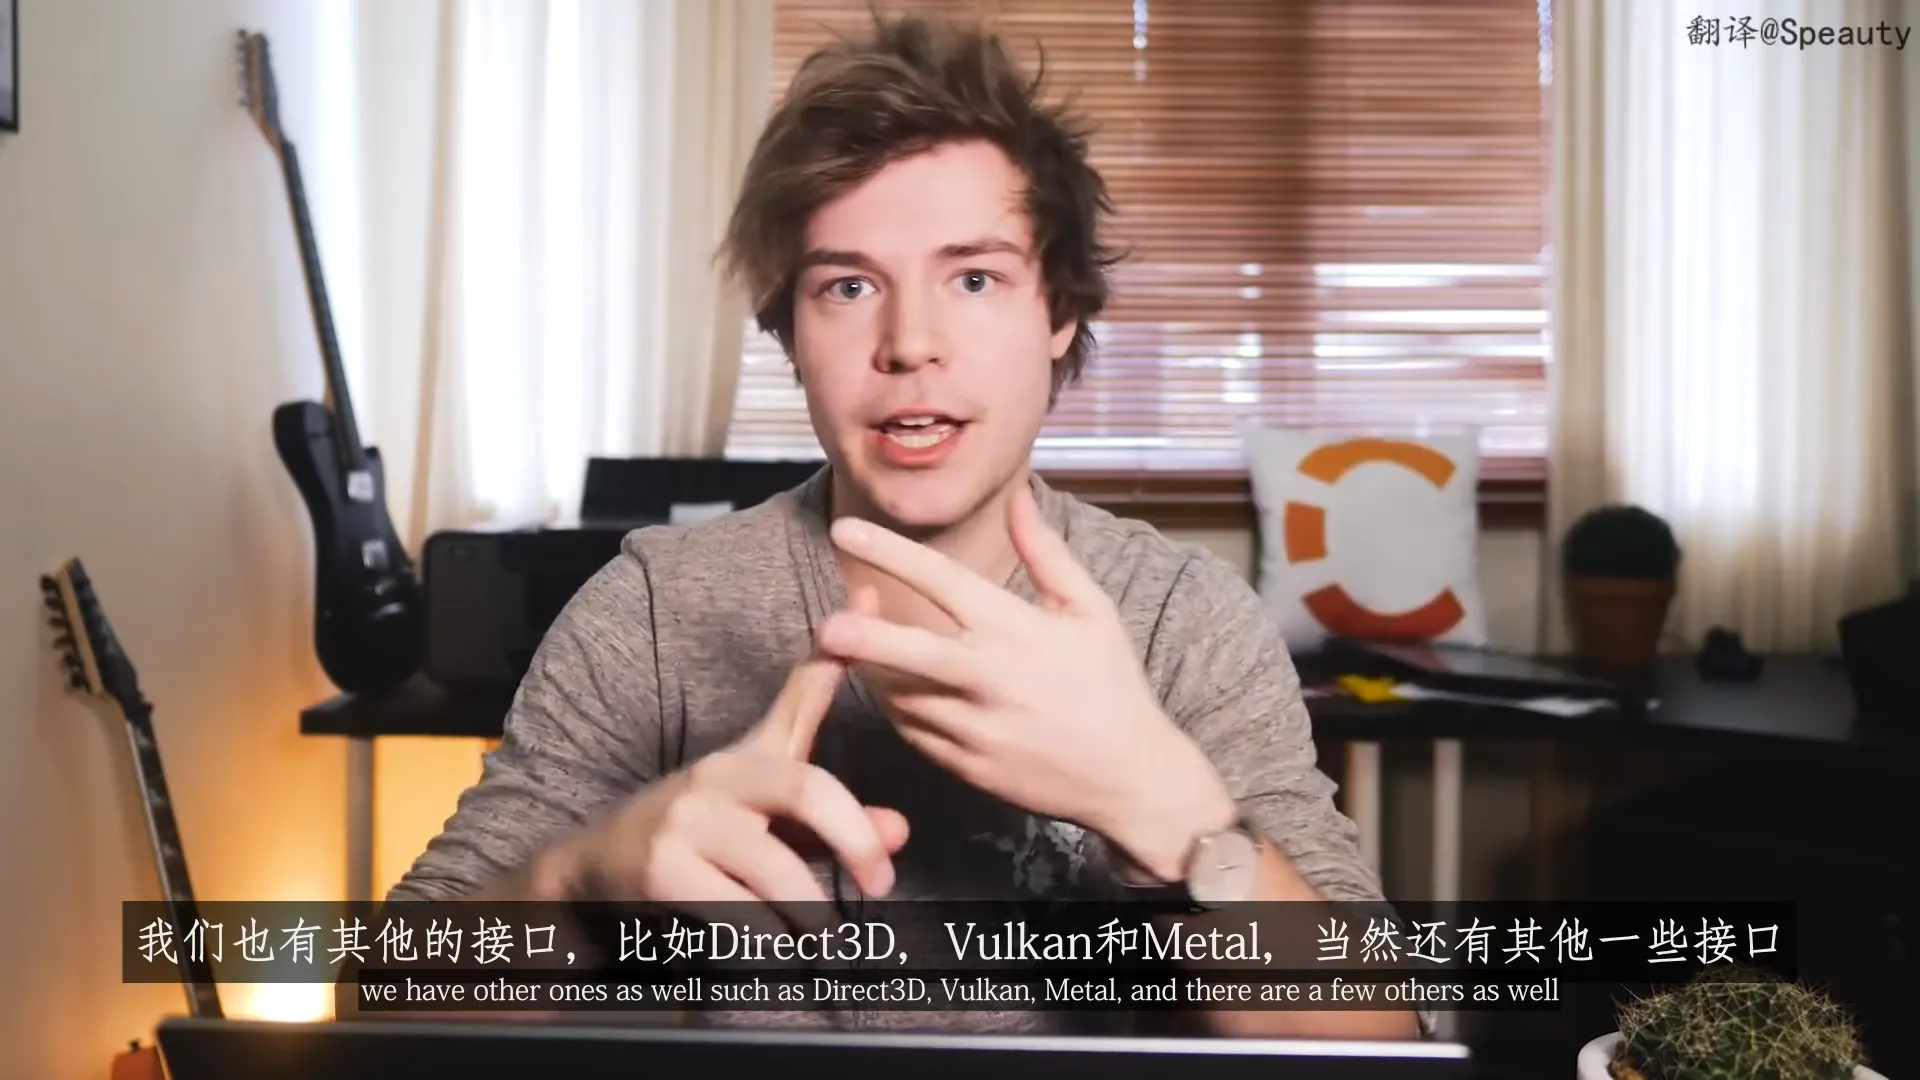 翻译@Speauty
我们也有其他的接口，比如Direct3D，Vulkan和Metal，当然还有其他一些接口
we have other ones as well such as Direct3D, Vulkan, Metal, and there are a few others as well